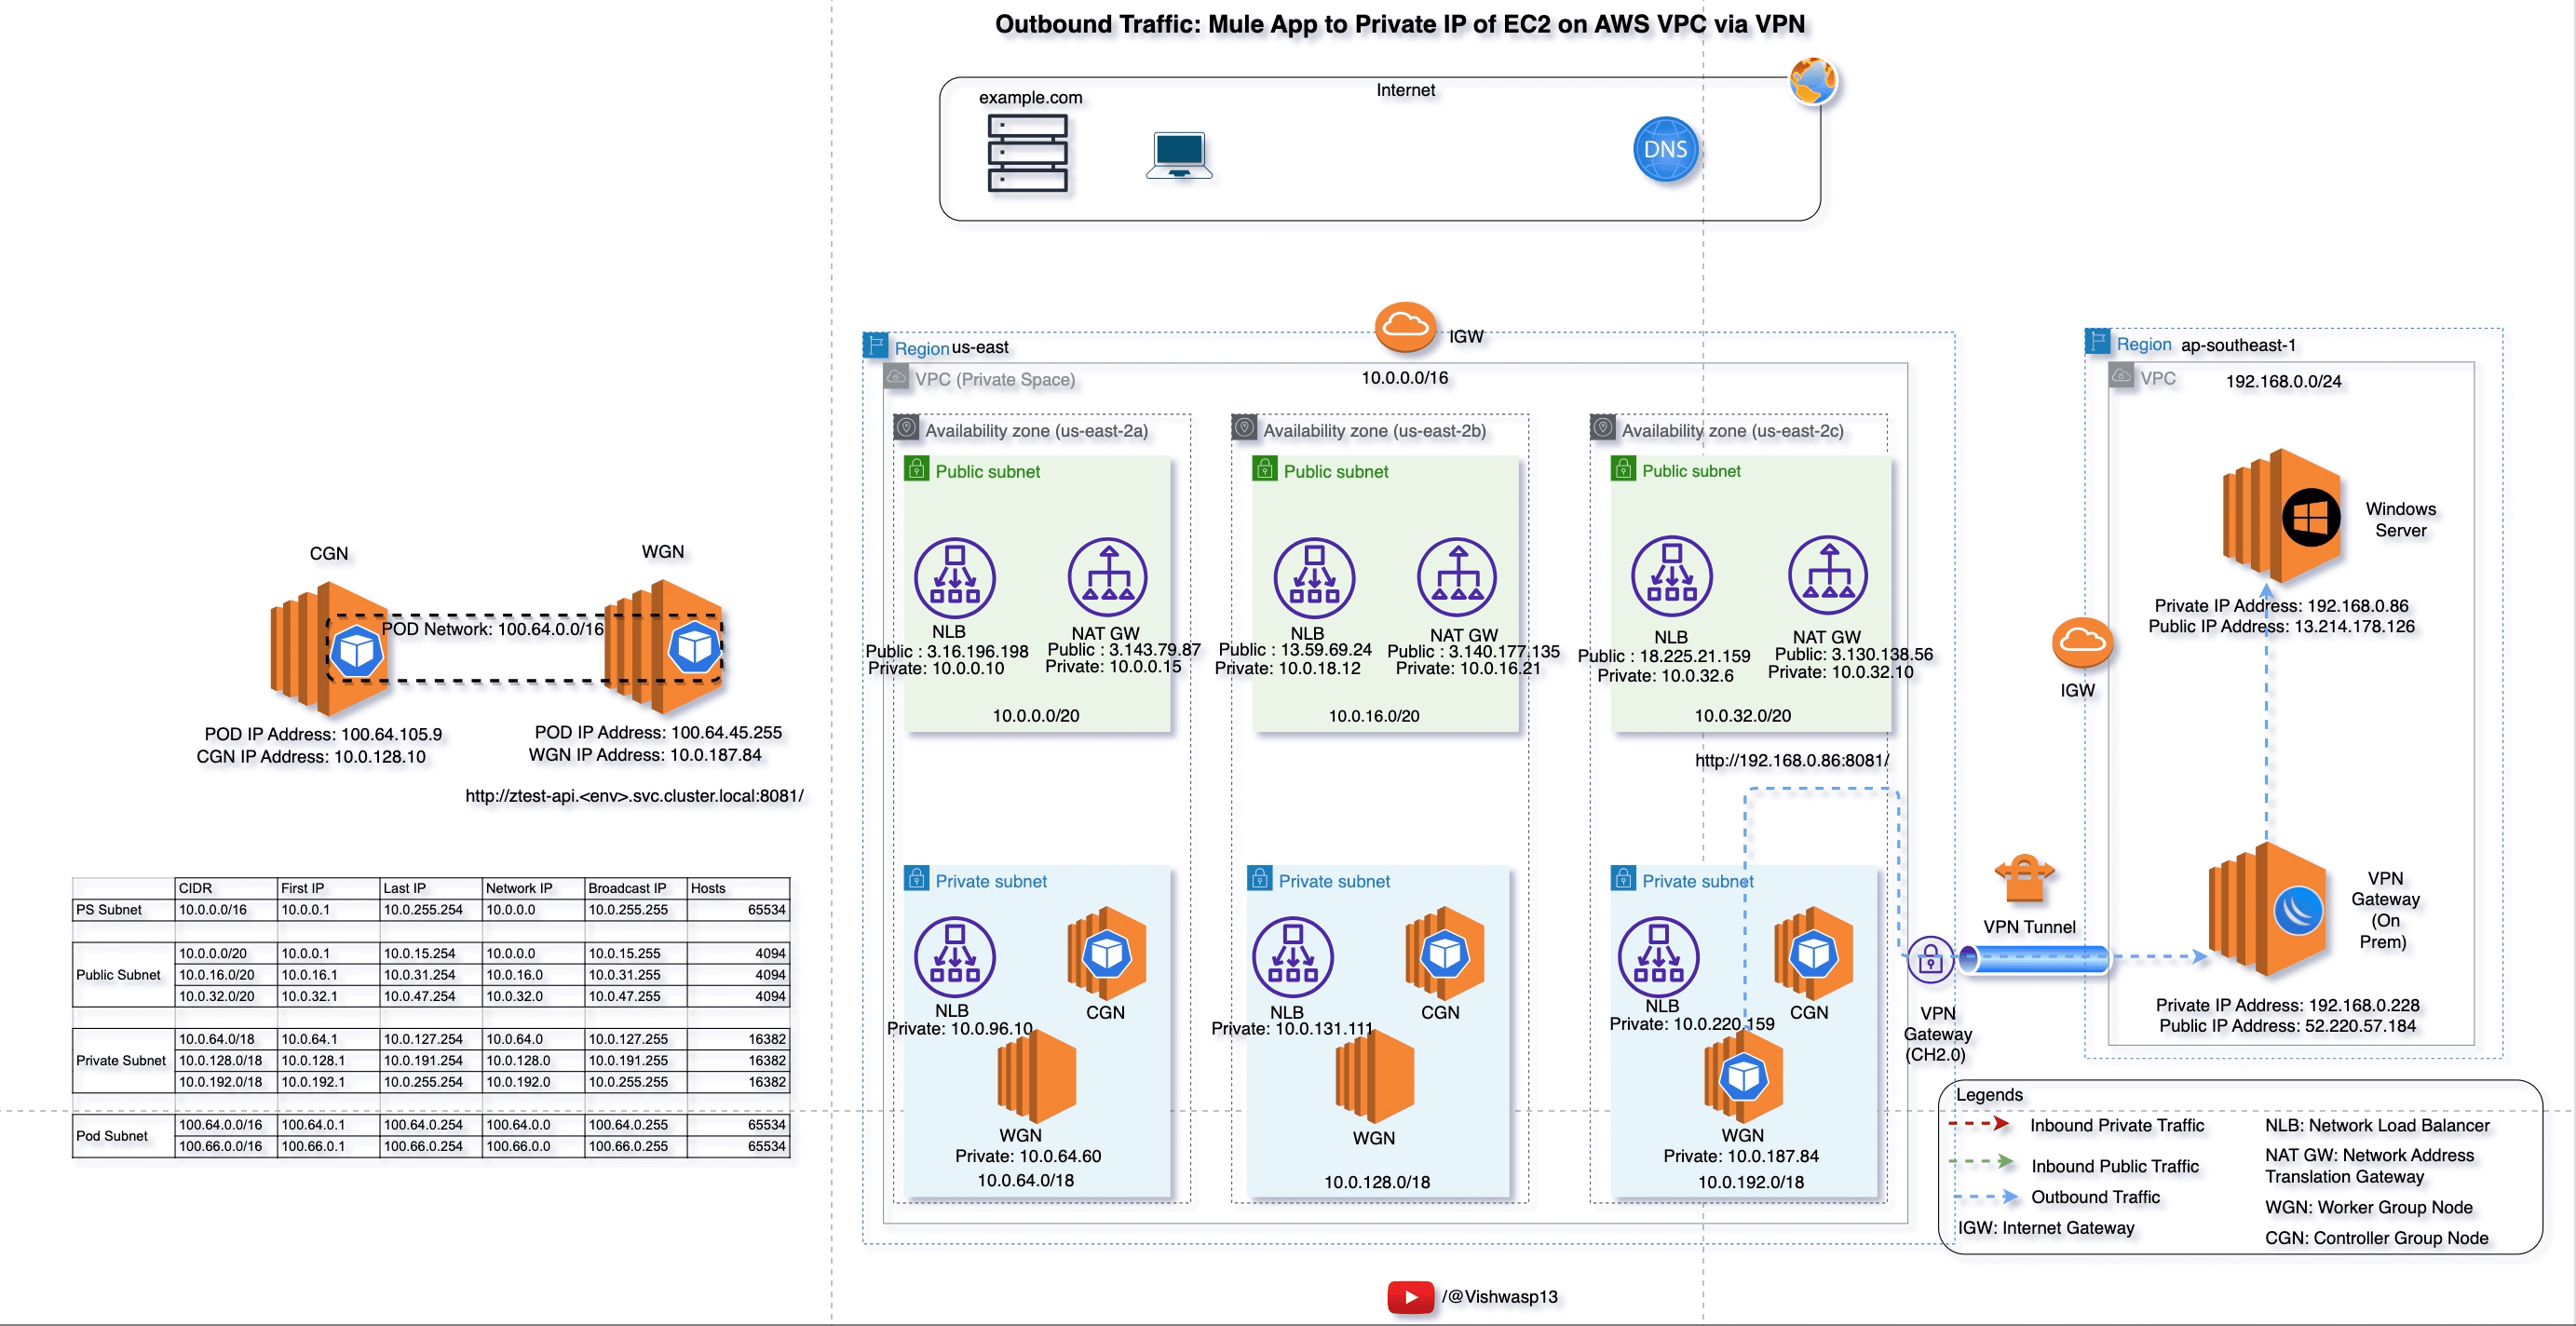 Outbound Traffic: Mule App to Private IP of EC2 on AWS VPC via VPN
Internet
example.com
DNS
IGW
Region us-east
VPC (Private Space)
10.0.0.0/16
Availability zone (us-east-2a)
Public subnet
NLB
Public : 3.16.196.198
Private: 10.0.0.10
NAT GW
Public : 3.143.79.87
Private: 10.0.0.15
10.0.0.0/20
Availability zone (us-east-2b)
Public subnet
NLB
Public : 13.59.69.24
Private: 10.0.18.12
NAT GW
Public : 3.140.177.135
Private: 10.0.16.21
10.0.16.0/20
Availability zone (us-east-2c)
Public subnet
NLB
Public : 18.225.21.159
Private: 10.0.32.6
NAT GW
Public: 3.130.138.56
Private: 10.0.32.10
10.0.32.0/20
http://192.168.0.86:8081/
Private subnet
NLB
Private: 10.0.96.10
CGN
WGN
Private: 10.0.64.60
10.0.64.0/18
Private subnet
NLB
Private: 10.0.131.111
CGN
WGN
10.0.128.0/18
Private subnet
NLB
Private: 10.0.220.159
CGN
WGN
Private: 10.0.187.84
10.0.192.0/18
VPN
Gateway
(CH2.0)
VPN Tunnel
Region ap-southeast-1
VPC
192.168.0.0/24
Windows
Server
Private IP Address: 192.168.0.86
Public IP Address: 13.214.178.126
IGW
VPN
Gateway
(On
Prem)
Private IP Address: 192.168.0.228
Public IP Address: 52.220.57.184
CGN
WGN
POD Network: 100.64.0.0/16
POD IP Address: 100.64.105.9
CGN IP Address: 10.0.128.10
POD IP Address: 100.64.45.255
WGN IP Address: 10.0.187.84
http://ztest-api.<env>.svc.cluster.local:8081/
CIDR First IP Last IP Network IP Broadcast IP Hosts
PS Subnet 10.0.0.0/16 10.0.0.1 10.0.255.254 10.0.0.0 10.0.255.255 65534
Public Subnet
10.0.0.0/20 10.0.0.1 10.0.15.254 10.0.0.0 10.0.15.255 4094
10.0.16.0/20 10.0.16.1 10.0.31.254 10.0.16.0 10.0.31.255 4094
10.0.32.0/20 10.0.32.1 10.0.47.254 10.0.32.0 10.0.47.255 4094
Private Subnet
10.0.64.0/18 10.0.64.1 10.0.127.254 10.0.64.0 10.0.127.255 16382
10.0.128.0/18 10.0.128.1 10.0.191.254 10.0.128.0 10.0.191.255 16382
10.0.192.0/18 10.0.192.1 10.0.255.254 10.0.192.0 10.0.255.255 16382
Pod Subnet
100.64.0.0/16 100.64.0.1 100.64.0.254 100.64.0.0 100.64.0.255 65534
100.66.0.0/16 100.66.0.1 100.66.0.254 100.66.0.0 100.66.0.255 65534
Legends
Inbound Private Traffic
Inbound Public Traffic
Outbound Traffic
IGW: Internet Gateway
NLB: Network Load Balancer
NAT GW: Network Address
Translation Gateway
WGN: Worker Group Node
CGN: Controller Group Node
/@Vishwasp13